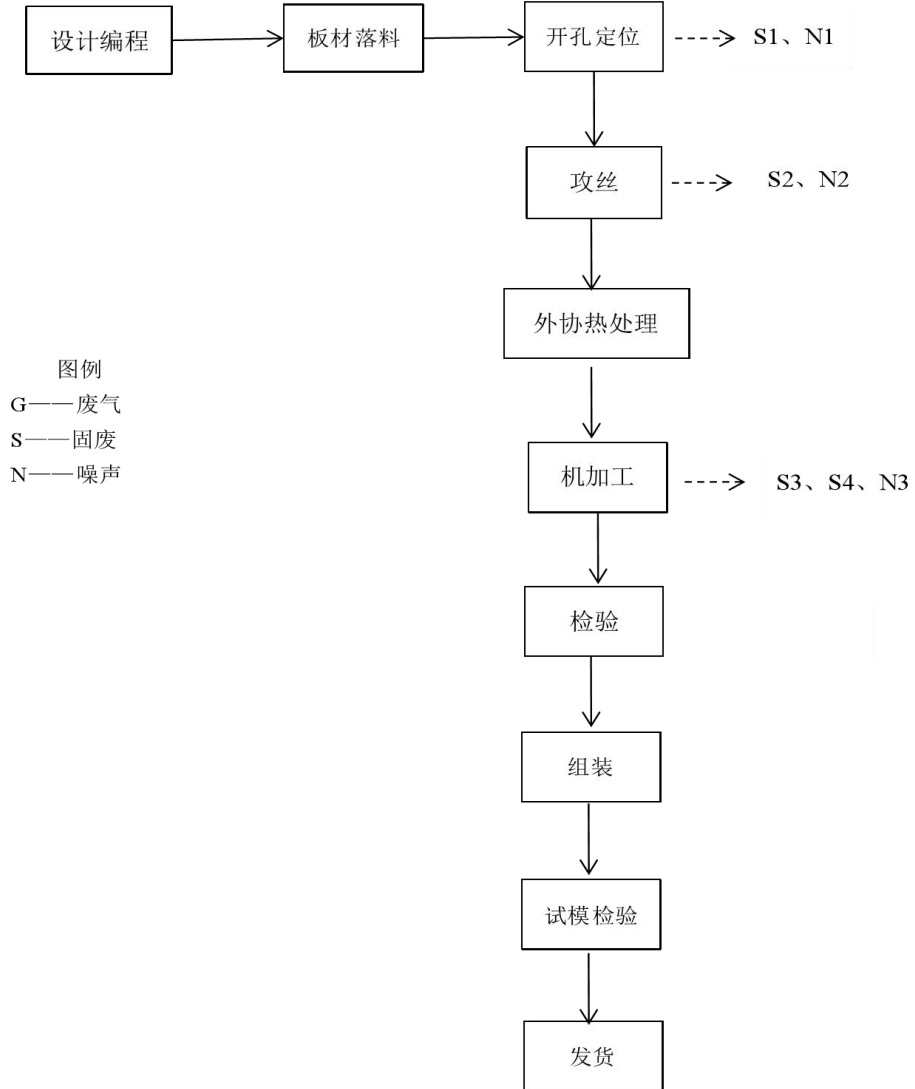 设计编程
板材落料
开孔定位
S1、N1
攻丝
S2、N2
外协热处理
图例
G——废气
S——固废
N——噪声
机加工
S3、S4、N3
检验
组装
试模检验
发货